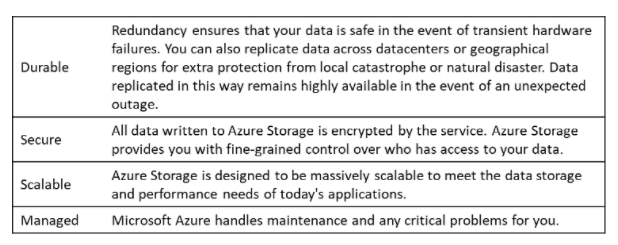 Durable
Redundancy ensures that your data is safe in the event of transient hardware
failures. You can also replicate data across datacenters or geographical
regions for extra protection from local catastrophe or natural disaster. Data
replicated in this way remains highly available in the event of an unexpected
outage.
Secure
All data written to Azure Storage is encrypted by the service. Azure Storage
provides you with fine-grained control over who has access to your data.
Scalable
Azure Storage is designed to be massively scalable to meet the data storage
and performance needs of today's applications.
Managed
Microsoft Azure handles maintenance and any critical problems for you.